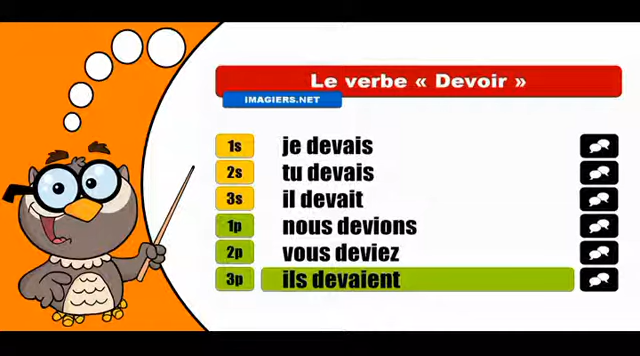 Le verbe « Devoir »
IMAGIERS.NET
1s je devais
2s tu devais
3s il devait
1p nous devions
2p vous deviez
3p ils devaient